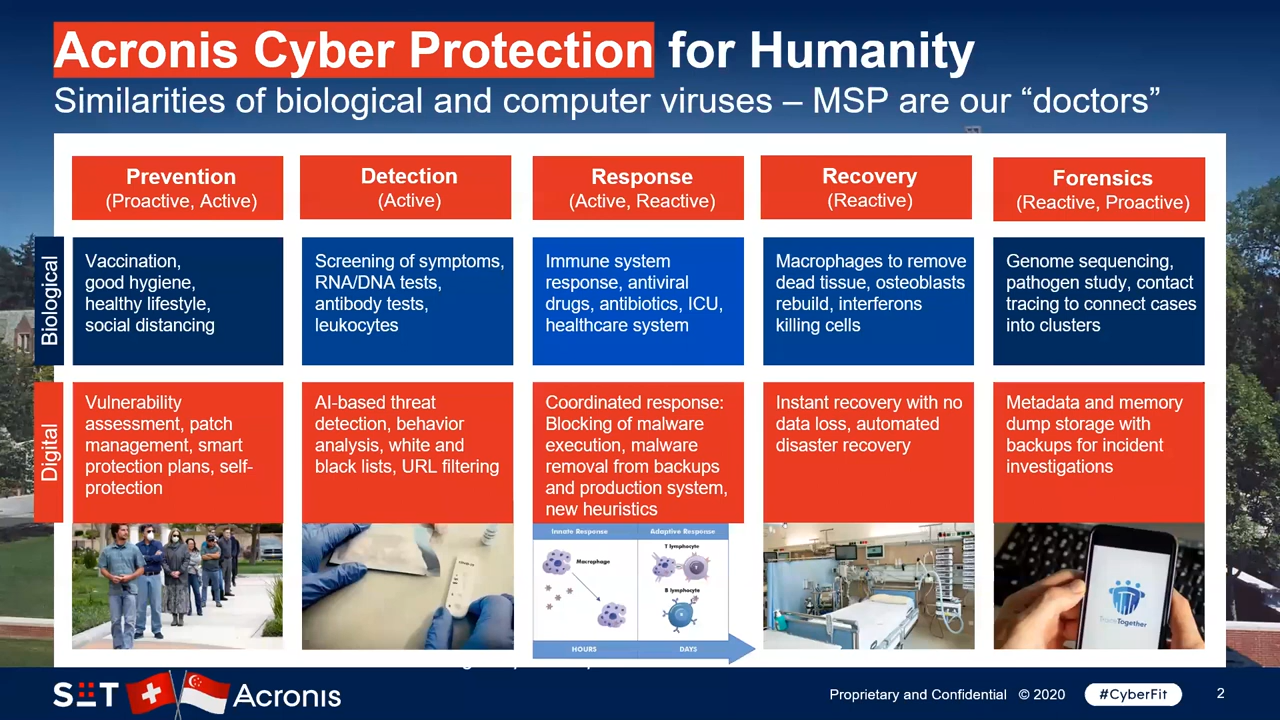 Acronis Cyber Protection for Humanity
Similarities of biological and computer viruses – MSP are our “doctors”
Prevention
(Proactive, Active)
Detection
(Active)
Response
(Active, Reactive)
Recovery
(Reactive)
Forensics
(Reactive, Proactive)
Biological
Vaccination,
good hygiene,
healthy lifestyle,
social distancing
Screening of symptoms,
RNA/DNA tests,
antibody tests,
leukocytes
Immune system
response, antiviral
drugs, antibiotics, ICU,
healthcare system
Macrophages to remove
dead tissue, osteoblasts
rebuild, interferons
killing cells
Genome sequencing,
pathogen study, contact
tracing to connect cases
into clusters
Digital
Vulnerability
assessment, patch
management, smart
protection plans, self-
protection
AI-based threat
detection, behavior
analysis, white and
black lists, URL filtering
Coordinated response:
Blocking of malware
execution, malware
removal from backups
and production system,
new heuristics
Instant recovery with no
data loss, automated
disaster recovery
Metadata and memory
dump storage with
backups for incident
investigations
Innate Response
Adaptive Response
Macrophage
T lymphocyte
B lymphocyte
HOURS
DAYS
TraceTogether
SIT
Acronis
Proprietary and Confidential © 2020
#CyberFit
2